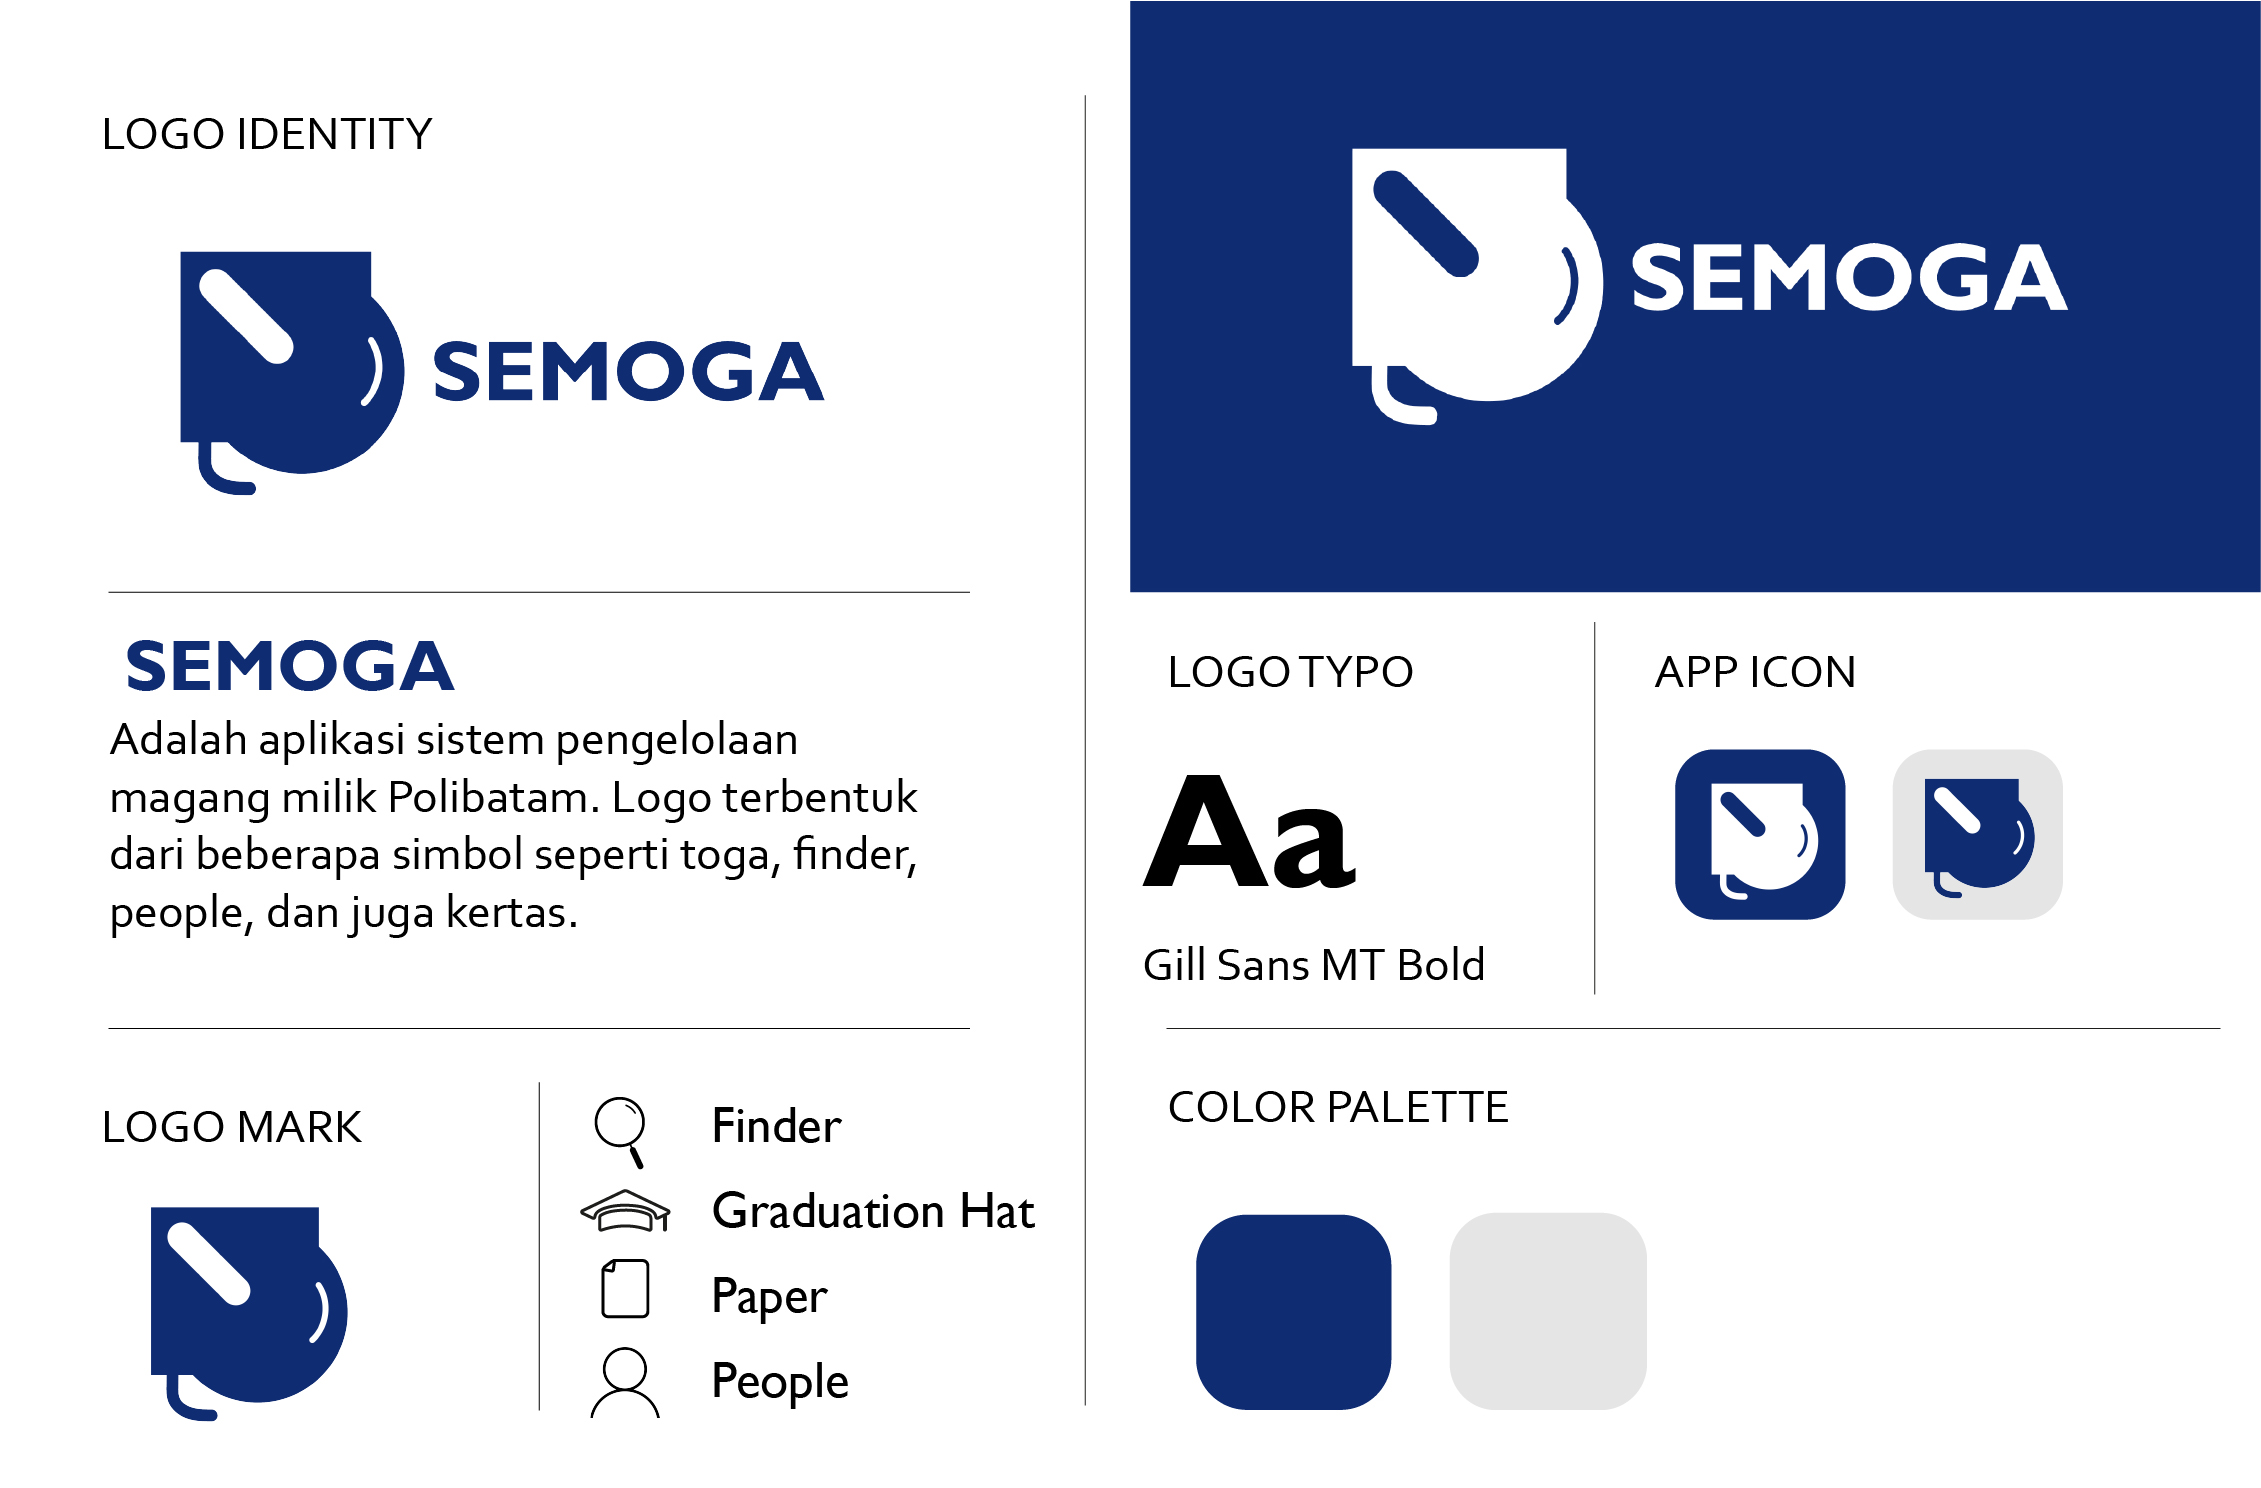 LOGO IDENTITY
SEMOGA
SEMOGA
Adalah aplikasi sistem pengelolaan
magang milik Polibatam. Logo terbentuk
dari beberapa simbol seperti toga, finder,
people, dan juga kertas.
LOGO MARK
Finder
Graduation Hat
Paper
People
SEMOGA
LOGO TYPO
Aa
Gill Sans MT Bold
APP ICON
COLOR PALETTE